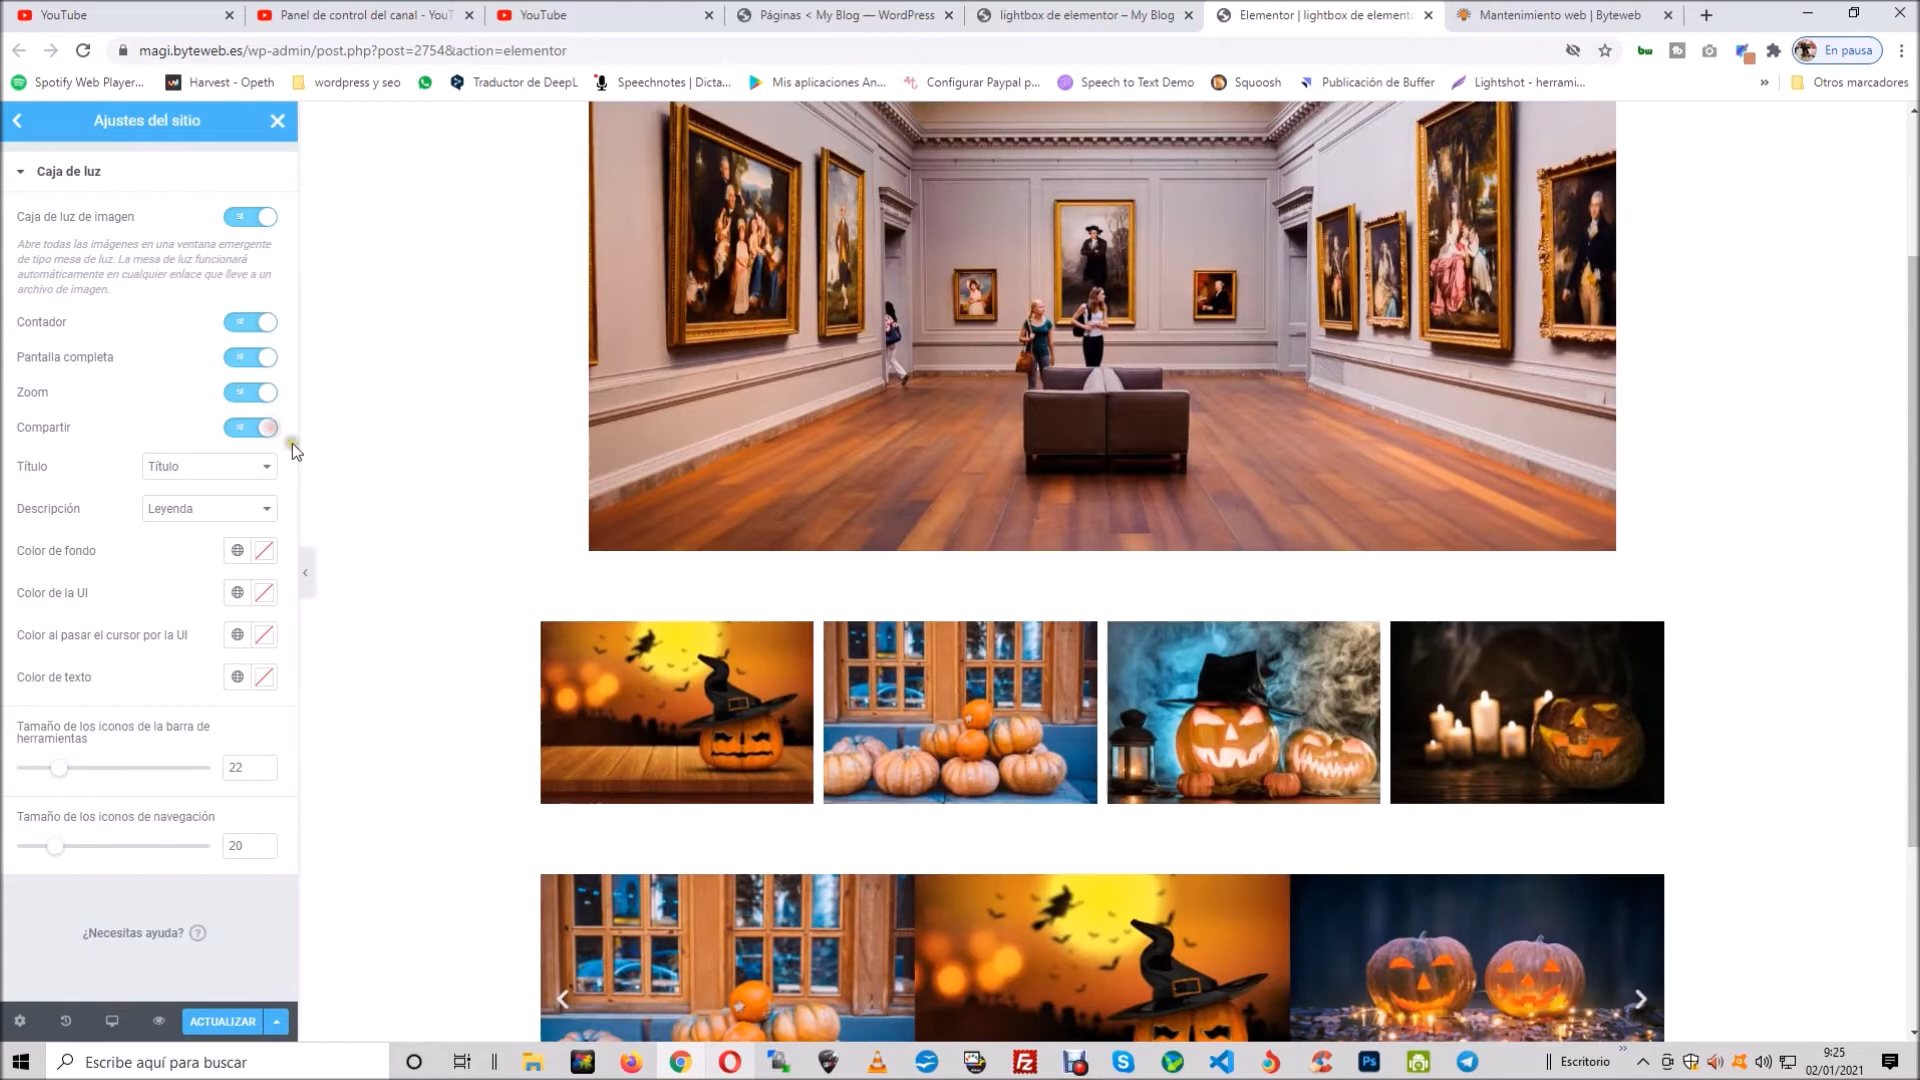 YouTube
Panel de control del canal - YouT
YouTube
Páginas < My Blog — WordPress
lightbox de elementor – My Blog
Elementor | lightbox de elemento
Mantenimiento web | Byteweb
magi.byteweb.es/wp-admin/post.php?post=2754&action=elementor
En pausa
Spotify Web Player...
Harvest - Opeth
wordpress y seo
Traductor de DeepL
Speechnotes | Dicta...
Mis aplicaciones An...
Configurar Paypal p...
Speech to Text Demo
Squoosh
Publicación de Buffer
Lightshot - herrami...
»
Otros marcadores
Ajustes del sitio
Caja de luz
Caja de luz de imagen
SÍ
Abre todas las imágenes en una ventana emergente
de tipo mesa de luz. La mesa de luz funcionará
automáticamente en cualquier enlace que lleve a un
archivo de imagen.
Contador
SÍ
Pantalla completa
SÍ
Zoom
SÍ
Compartir
SÍ
Título
Título
Descripción
Leyenda
Color de fondo
Color de la UI
Color al pasar el cursor por la UI
Color de texto
Tamaño de los iconos de la barra de
herramientas
22
Tamaño de los iconos de navegación
20
¿Necesitas ayuda?
ACTUALIZAR
Escribe aquí para buscar
Ps
Escritorio
9:25
02/01/2021